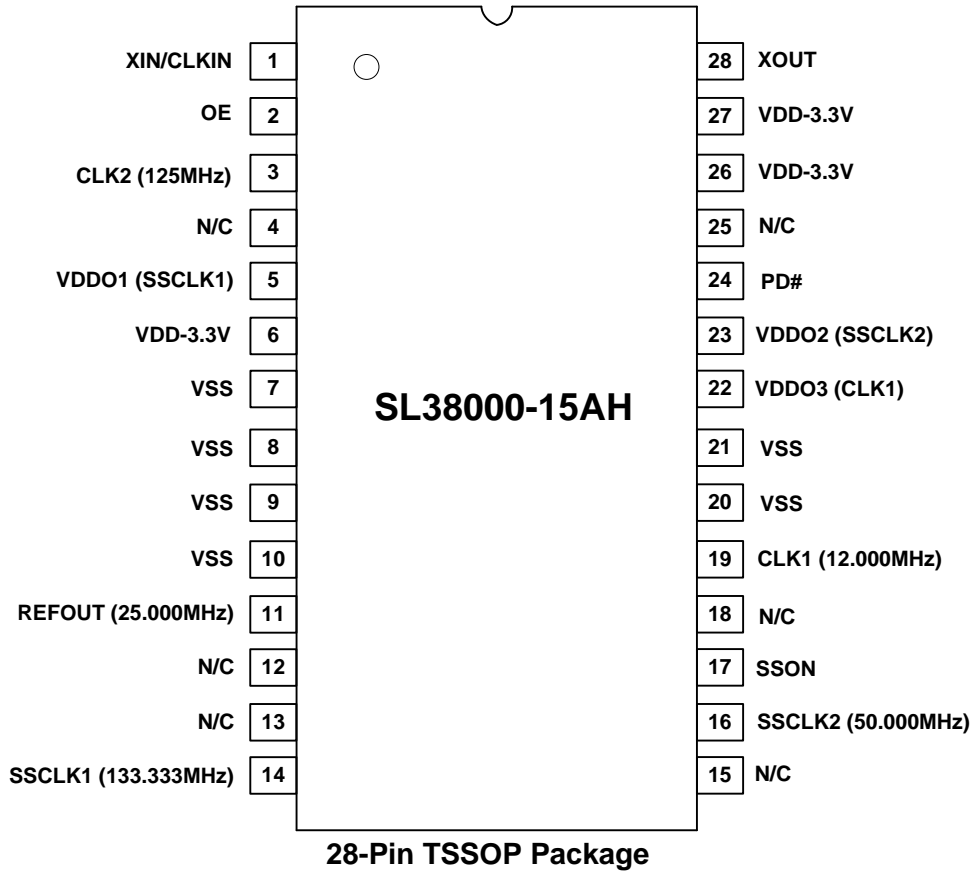 XIN/CLKIN 1
OE 2
CLK2 (125MHz) 3
N/C 4
VDDO1 (SSCLK1) 5
VDD-3.3V 6
VSS 7
VSS 8
VSS 9
VSS 10
REFOUT (25.000MHz) 11
N/C 12
N/C 13
SSCLK1 (133.333MHz) 14
SL38000-15AH
28 XOUT
27 VDD-3.3V
26 VDD-3.3V
25 N/C
24 PD#
23 VDDO2 (SSCLK2)
22 VDDO3 (CLK1)
21 VSS
20 VSS
19 CLK1 (12.000MHz)
18 N/C
17 SSON
16 SSCLK2 (50.000MHz)
15 N/C
28-Pin TSSOP Package